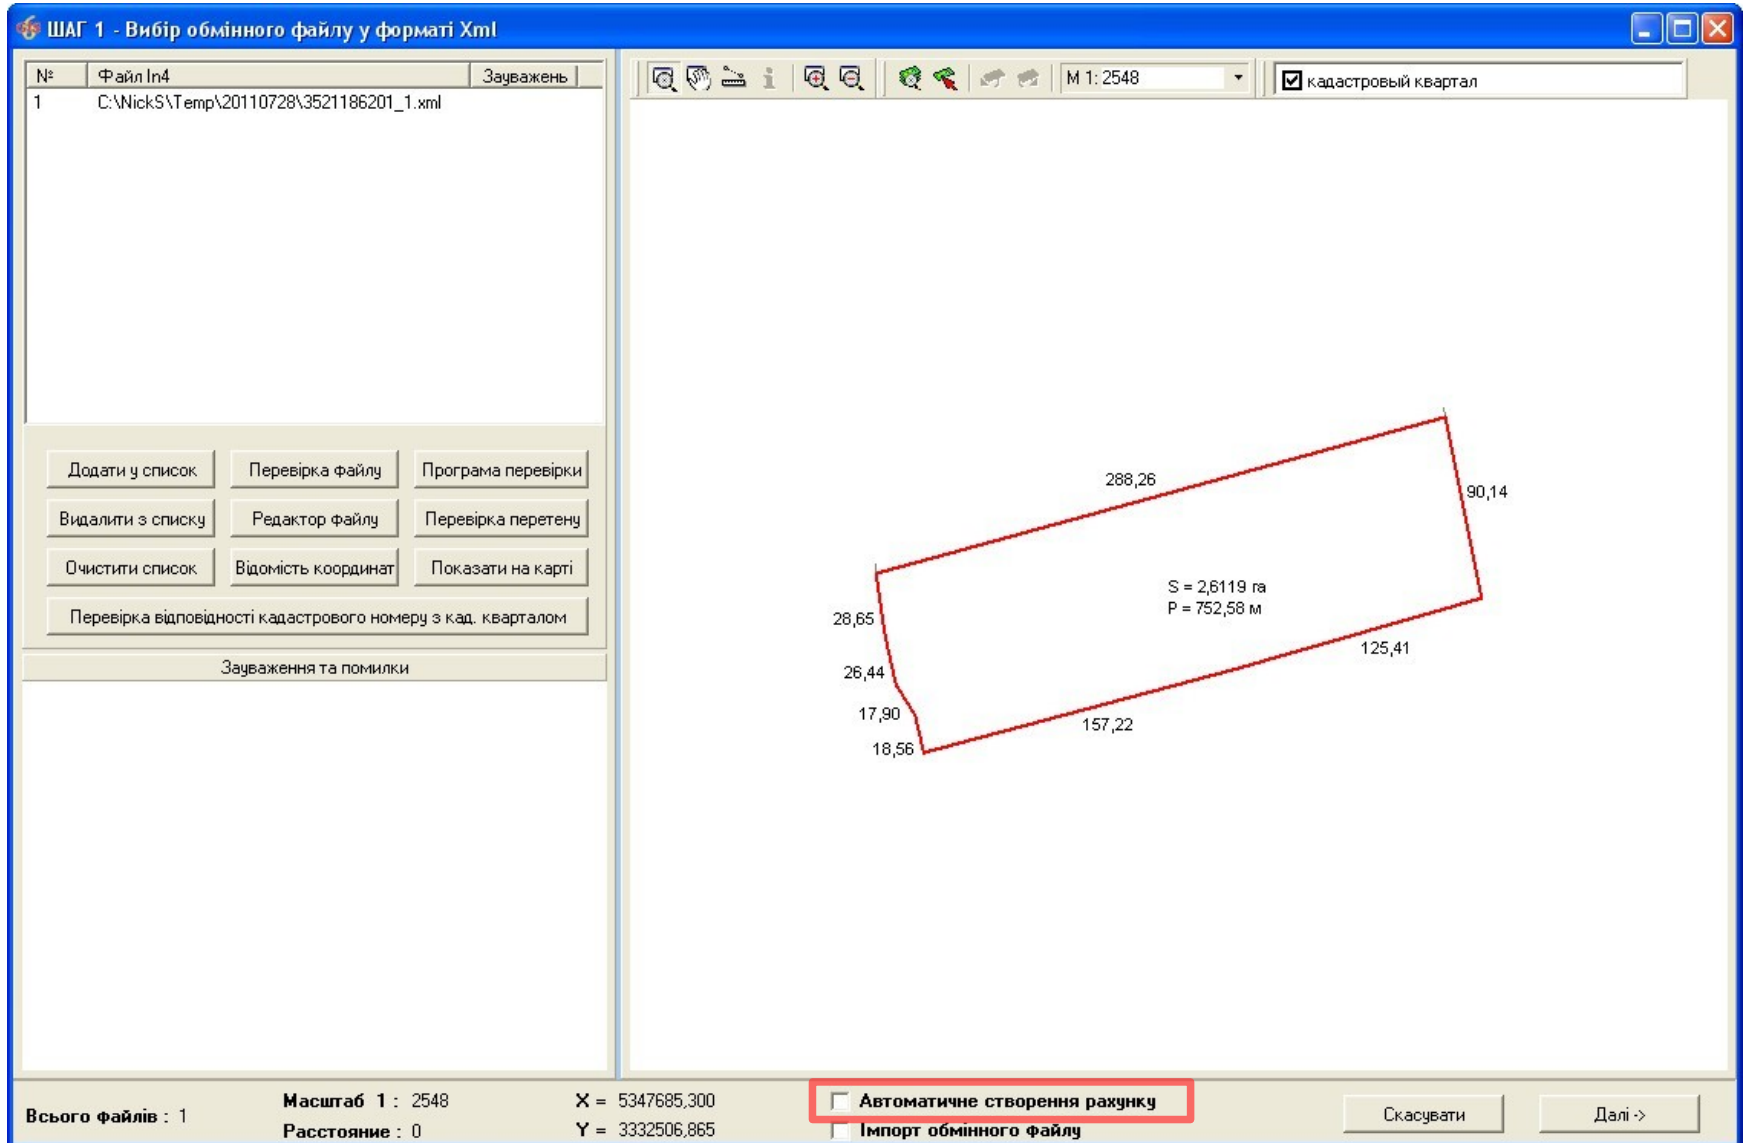 ШАГ 1 - Вибір обмінного файлу у форматі Xml
№ Файл In4 Зауважень
1 C:\NickS\Temp\20110728\3521186201_1.xml
M 1: 2548
кадастровый квартал
Додати у список Перевірка файлу Програма перевірки
Видалити з списку Редактор файлу Перевірка перетену
Очистити список Відомість координат Показати на карті
Перевірка відповідності кадастрового номеру з кад. кварталом
Зауваження та помилки
288,26
90,14
S = 2,6119 га
P = 752,58 м
28,65
125,41
26,44
17,90
157,22
18,56
Всього файлів : 1
Масштаб 1 : 2548
Расстояние : 0
X = 5347685,300
Y = 3332506,865
Автоматичне створення рахунку
Імпорт обмінного файлу
Скасувати
Далі ->